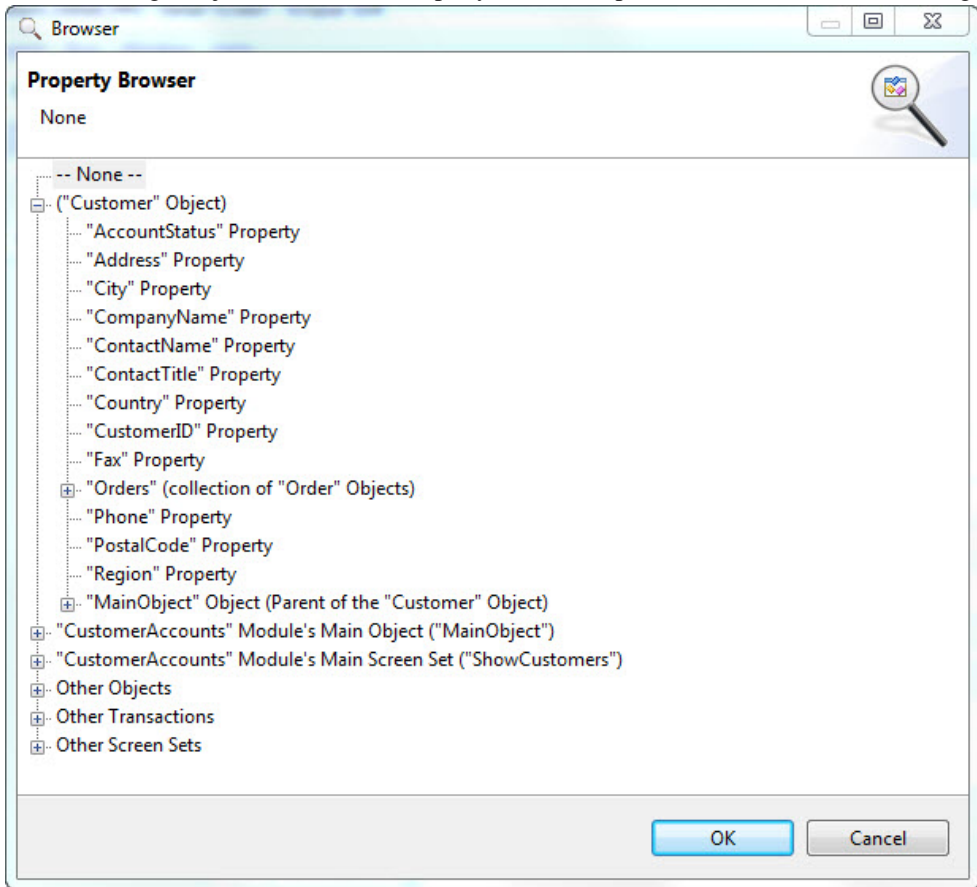 Browser
Property Browser
None
-- None --
("Customer" Object)
"AccountStatus" Property
"Address" Property
"City" Property
"CompanyName" Property
"ContactName" Property
"ContactTitle" Property
"Country" Property
"CustomerID" Property
"Fax" Property
"Orders" (collection of "Order" Objects)
"Phone" Property
"PostalCode" Property
"Region" Property
"MainObject" Object (Parent of the "Customer" Object)
"CustomerAccounts" Module's Main Object ("MainObject")
"CustomerAccounts" Module's Main Screen Set ("ShowCustomers")
Other Objects
Other Transactions
Other Screen Sets
OK Cancel